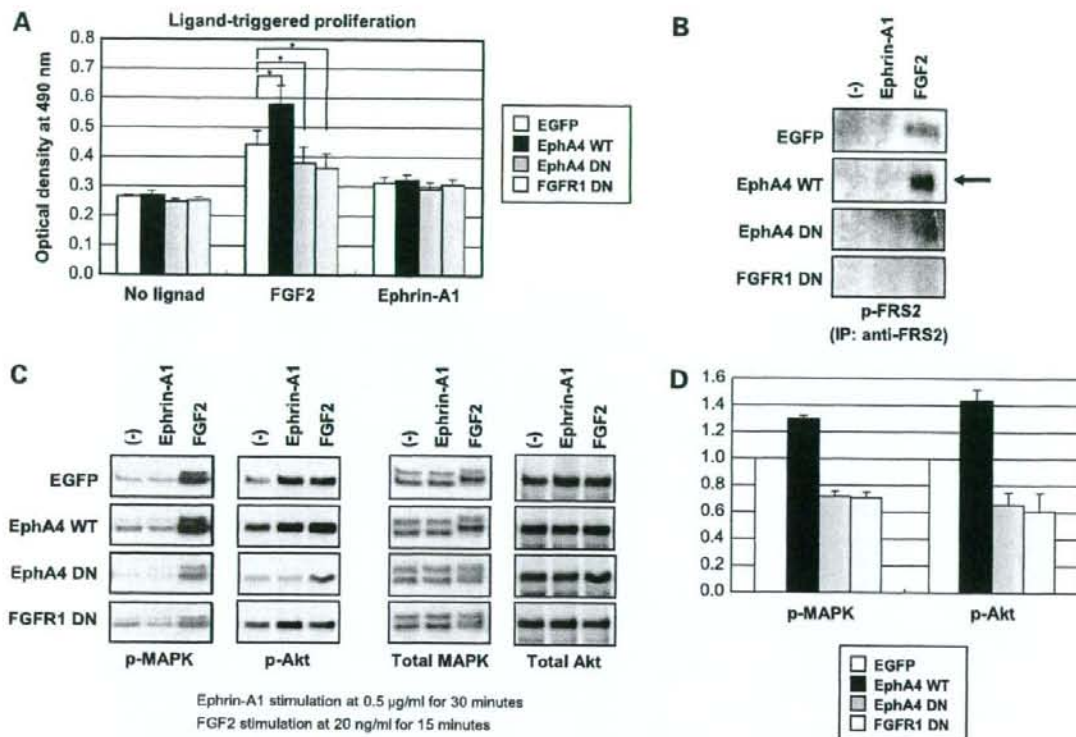 A
Ligand-triggered proliferation
Optical density at 490 nm
0.8
0.7
0.6
0.5
0.4
0.3
0.2
0.1
0.0
* * *
No lignad
FGF2
Ephrin-A1
EGFP
EphA4 WT
EphA4 DN
FGFR1 DN
B
(-)
Ephrin-A1
FGF2
EGFP
EphA4 WT
EphA4 DN
FGFR1 DN
p-FRS2
(IP: anti-FRS2)
C
(-) Ephrin-A1 FGF2
(-) Ephrin-A1 FGF2
(-) Ephrin-A1 FGF2
(-) Ephrin-A1 FGF2
EGFP
EphA4 WT
EphA4 DN
FGFR1 DN
p-MAPK
p-Akt
Total MAPK
Total Akt
Ephrin-A1 stimulation at 0.5 µg/ml for 30 minutes
FGF2 stimulation at 20 ng/ml for 15 minutes
D
1.6
1.4
1.2
1.0
0.8
0.6
0.4
0.2
0.0
p-MAPK
p-Akt
EGFP
EphA4 WT
EphA4 DN
FGFR1 DN